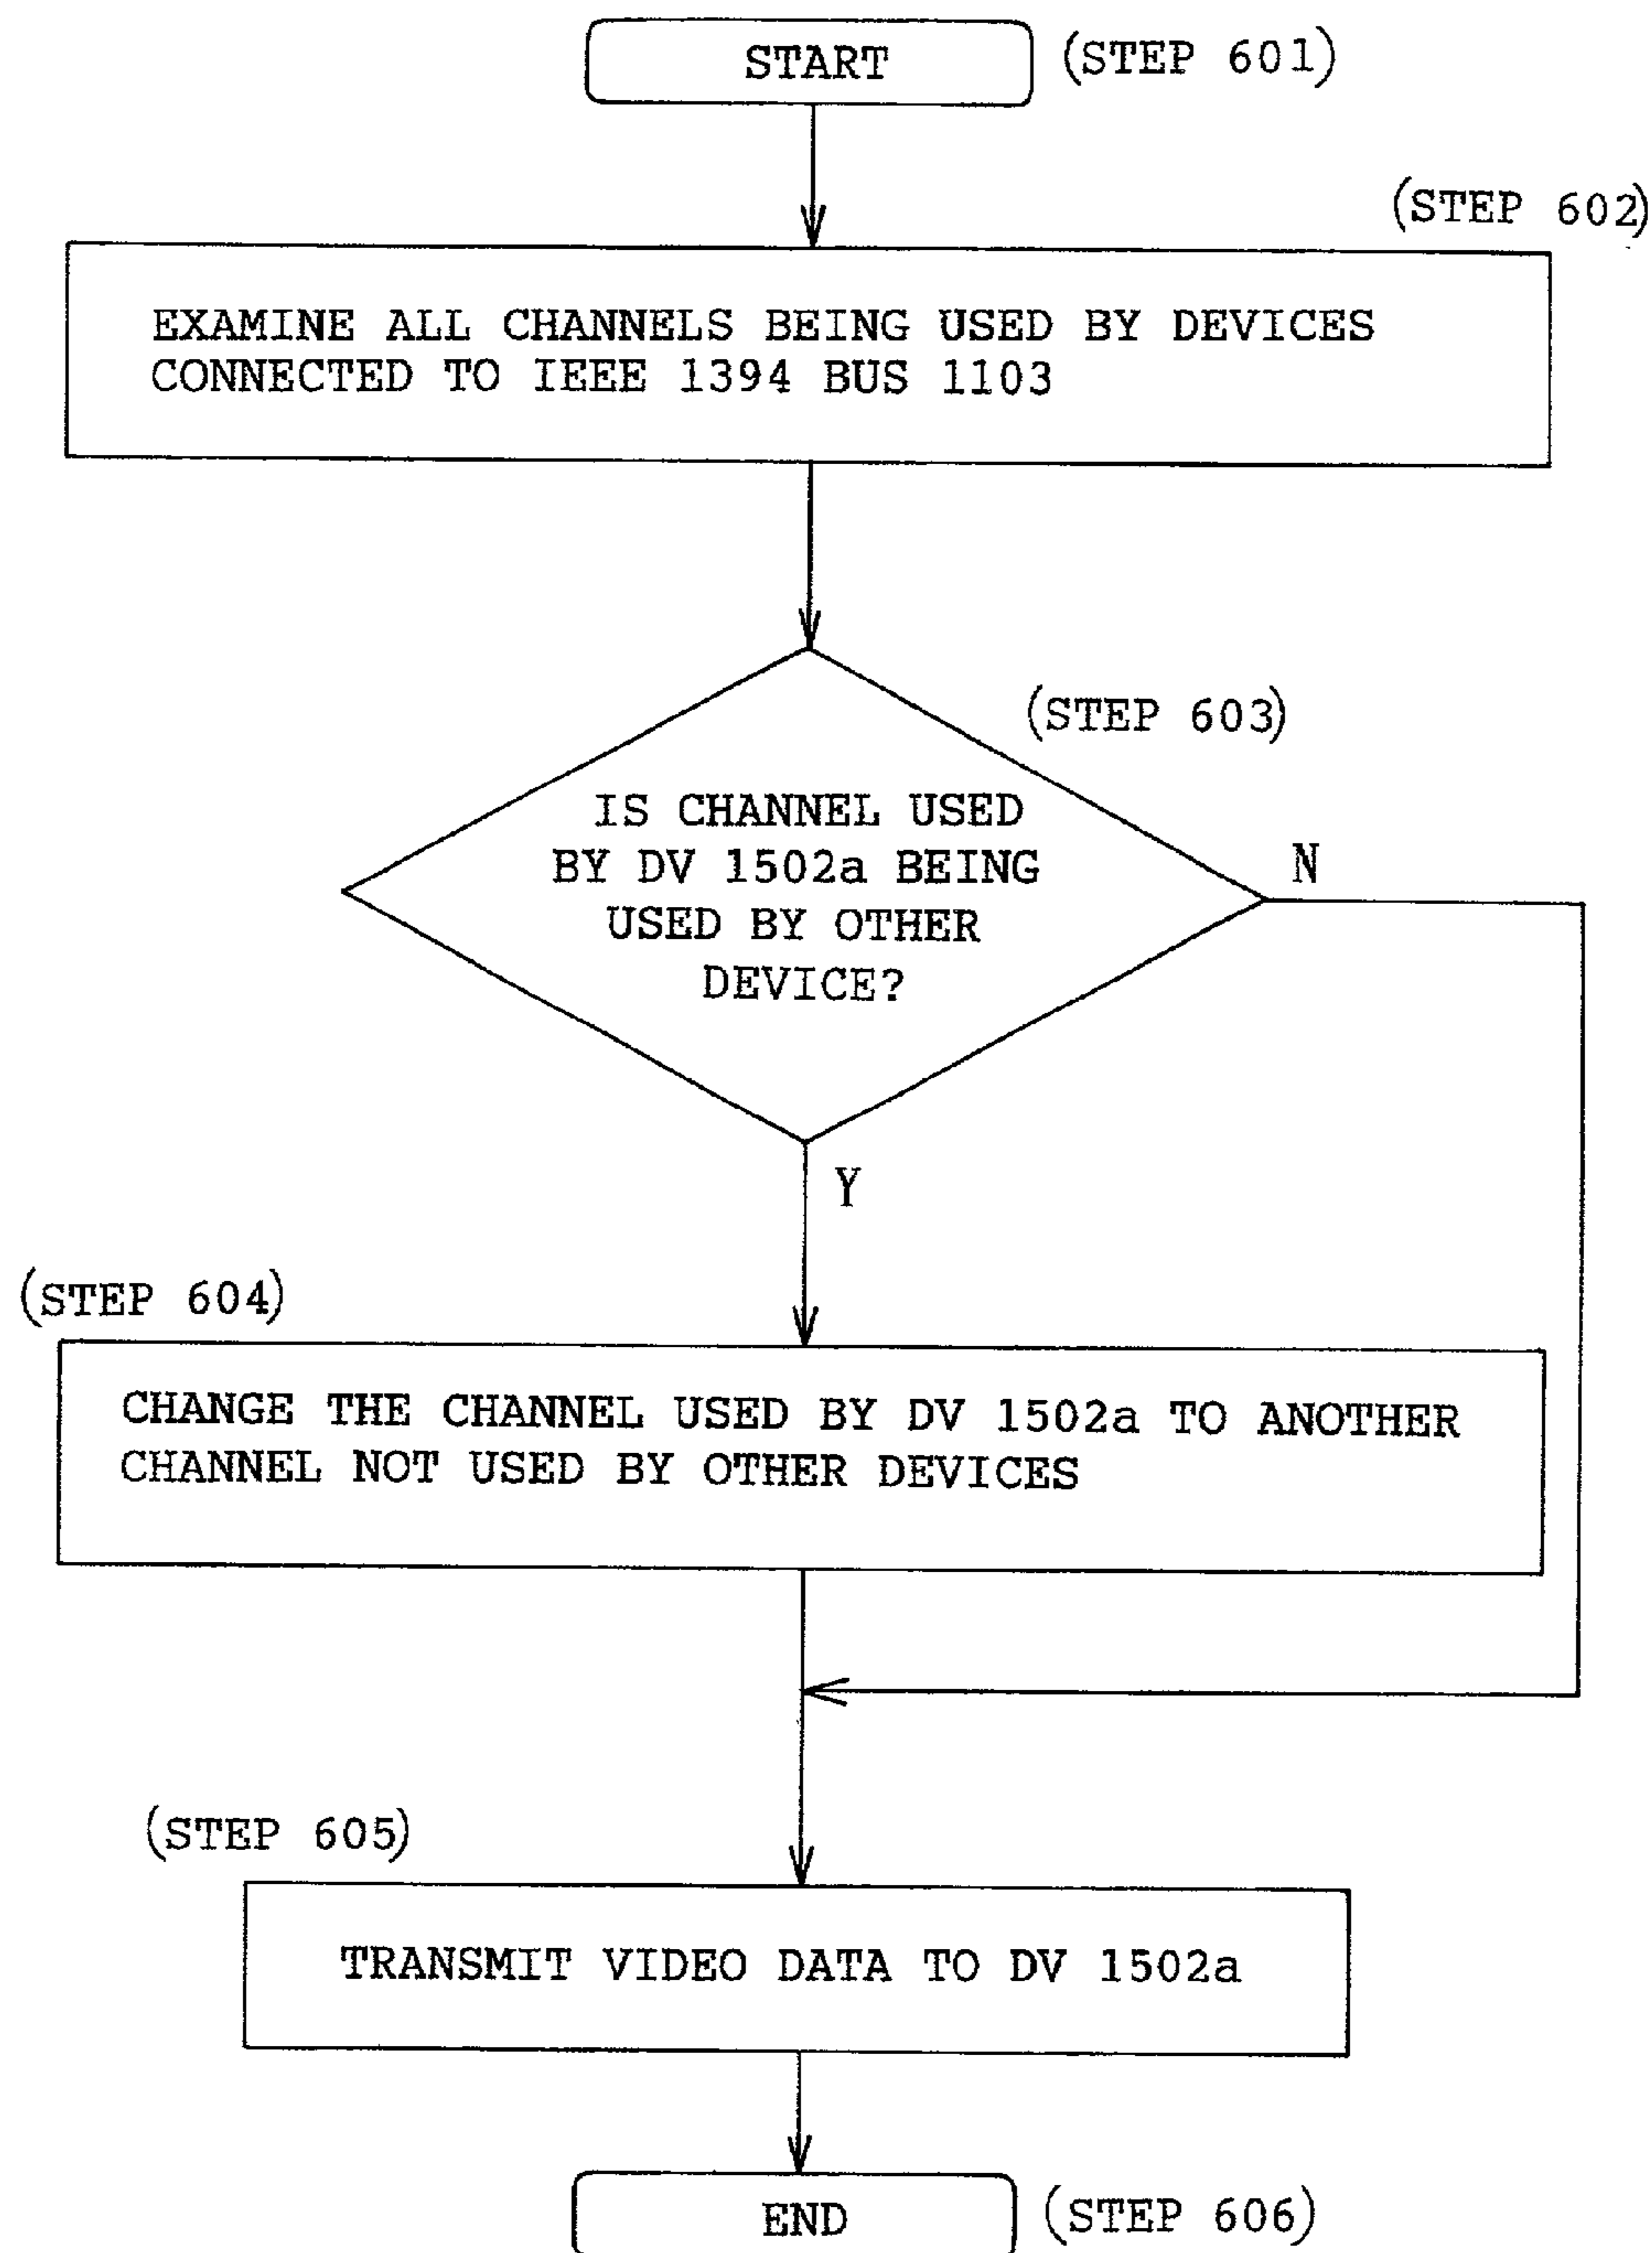 START (STEP 601)
(STEP 602)
EXAMINE ALL CHANNELS BEING USED BY DEVICES
CONNECTED TO IEEE 1394 BUS 1103
(STEP 603)
IS CHANNEL USED
BY DV 1502a BEING
USED BY OTHER
DEVICE?
N
Y
(STEP 604)
CHANGE THE CHANNEL USED BY DV 1502a TO ANOTHER
CHANNEL NOT USED BY OTHER DEVICES
(STEP 605)
TRANSMIT VIDEO DATA TO DV 1502a
END (STEP 606)